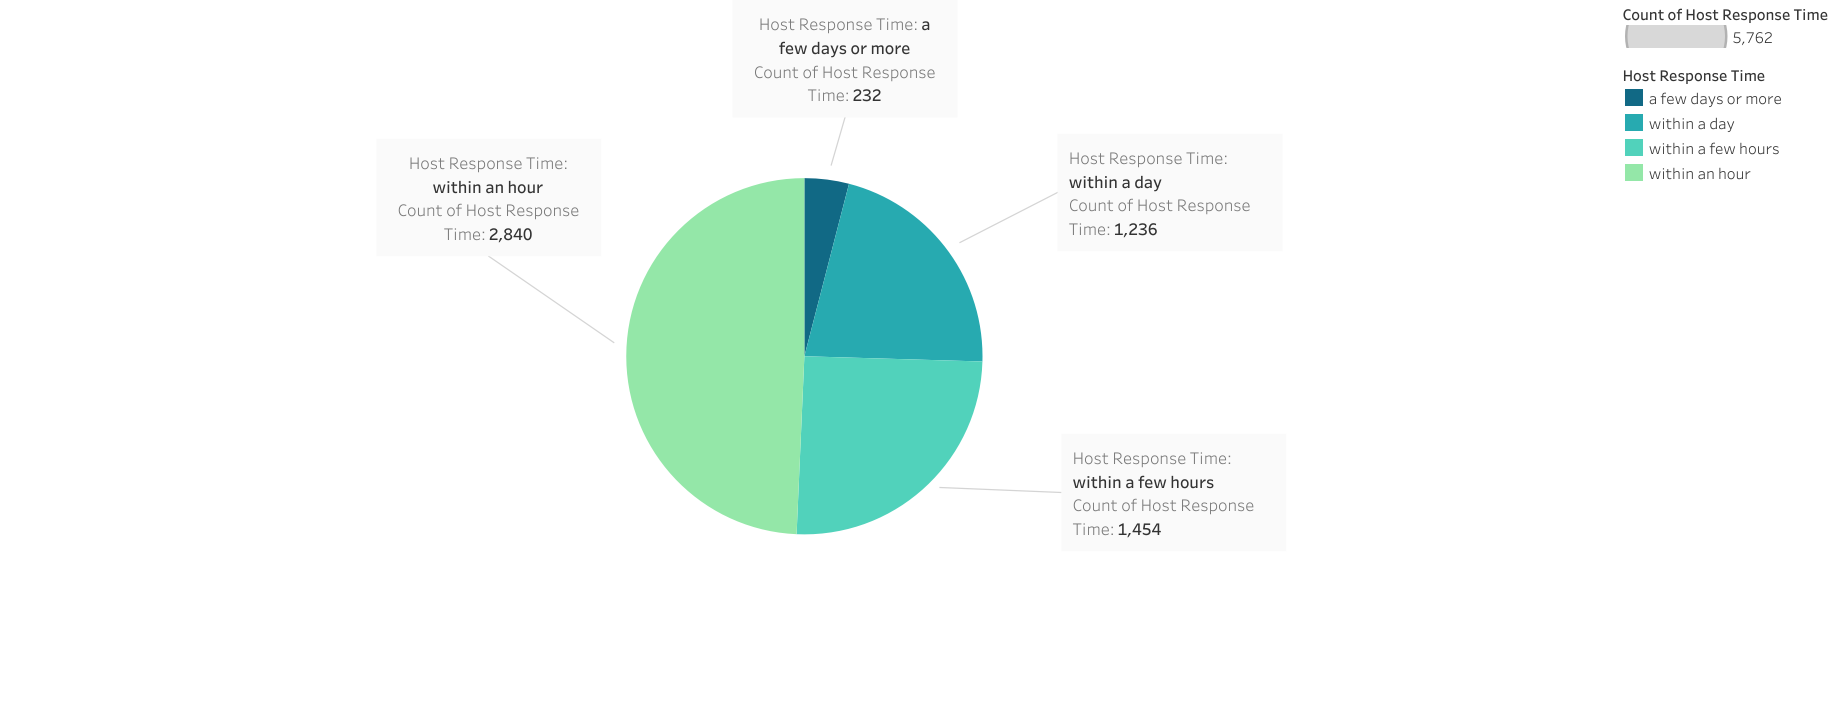 Host Response Time: a
few days or more
Count of Host Response
Time: 232
Host Response Time:
within an hour
Count of Host Response
Time: 2,840
Host Response Time:
within a day
Count of Host Response
Time: 1,236
Host Response Time:
within a few hours
Count of Host Response
Time: 1,454
Count of Host Response Time
5,762
Host Response Time
a few days or more
within a day
within a few hours
within an hour